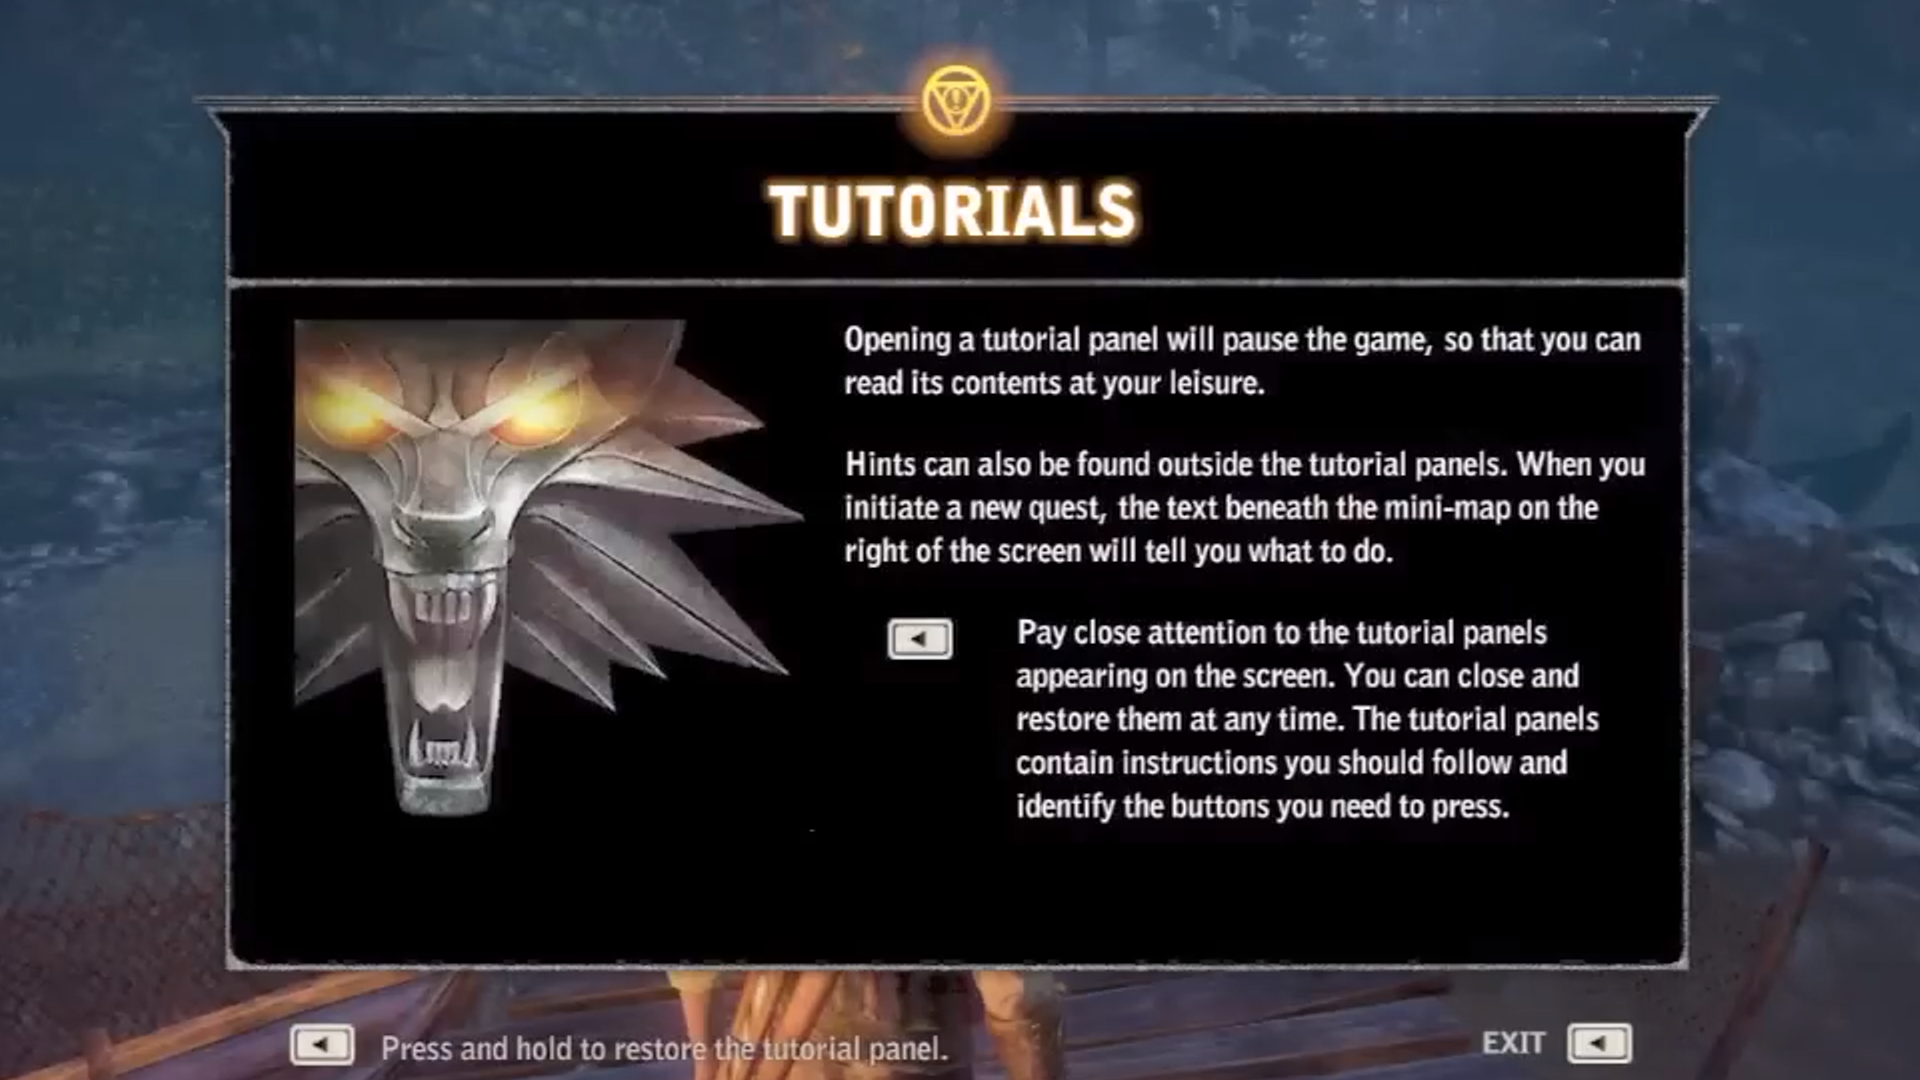 TUTORIALS
Opening a tutorial panel will pause the game, so that you can
read its contents at your leisure.
Hints can also be found outside the tutorial panels. When you
initiate a new quest, the text beneath the mini-map on the
right of the screen will tell you what to do.
Pay close attention to the tutorial panels
appearing on the screen. You can close and
restore them at any time. The tutorial panels
contain instructions you should follow and
identify the buttons you need to press.
Press and hold to restore the tutorial panel.
EXIT